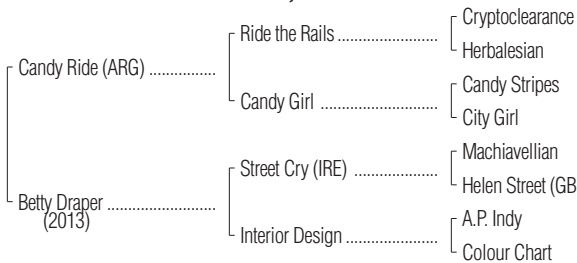 Cryptoclearance
Ride the Rails
Herbalesian
Candy Ride (ARG)
Candy Stripes
Candy Girl
City Girl
Machiavellian
Street Cry (IRE)
Helen Street (GB
Betty Draper
(2013)
A.P. Indy
Interior Design
Colour Chart